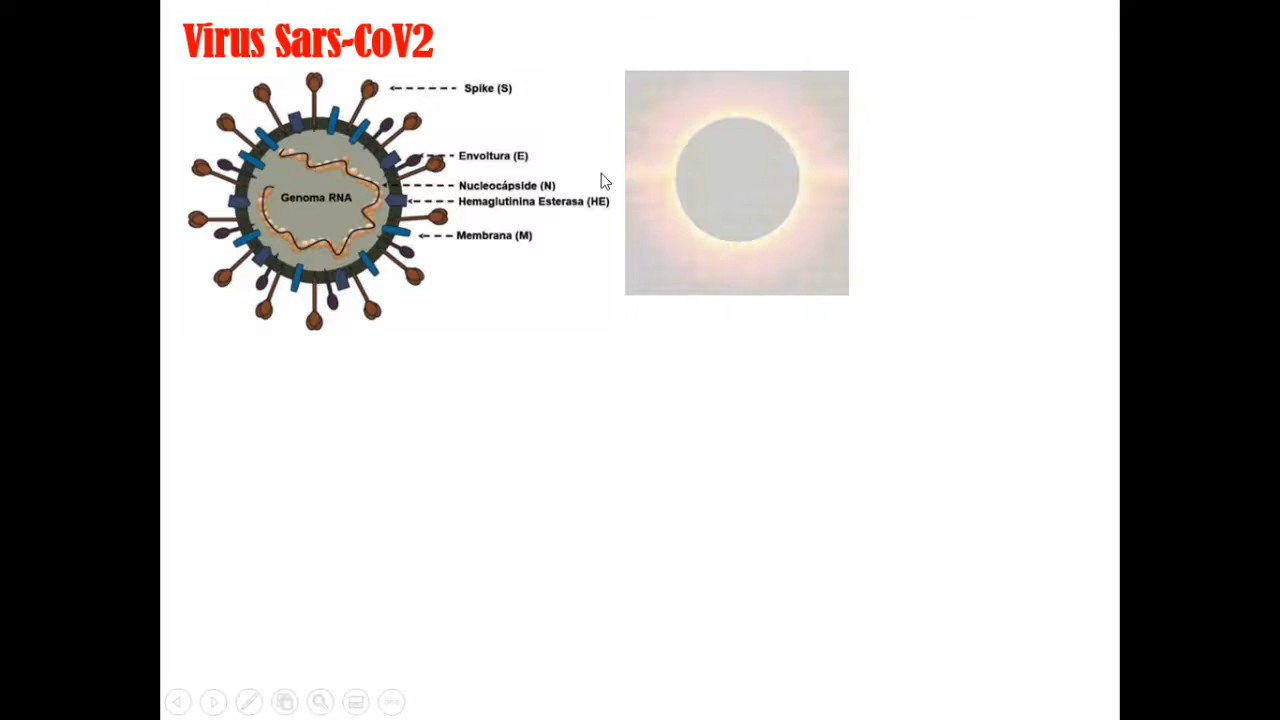 Virus Sars-CoV2
Spike (S)
Envoltura (E)
Nucleocápside (N)
Genoma RNA
Hemaglutinina Esterasa (HE)
Membrana (M)